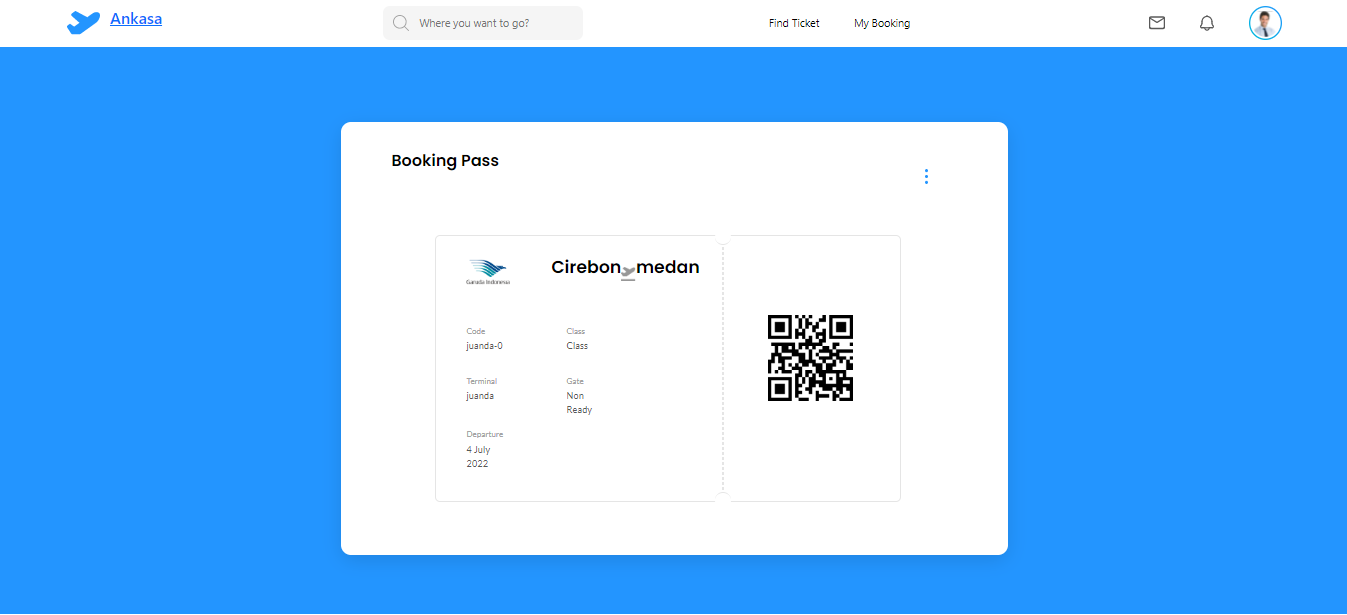 Ankasa
Where you want to go?
Find Ticket
My Booking
Booking Pass
Garuda Indonesia
Cirebon medan
Code
Class
juanda-0
Class
Terminal
Gate
juanda
Non
Ready
Departure
4 July
2022